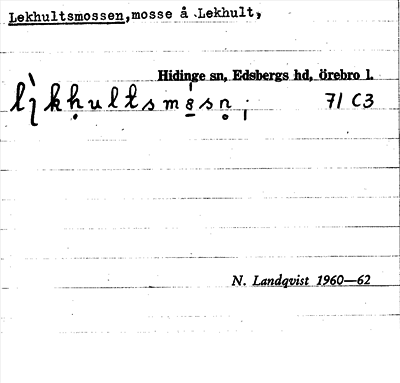 Lekhultsmossen, mosse å Lekhult,
Hidinge sn, Edsbergs hd, örebro l.
71 C3
N. Landqvist 1960—62